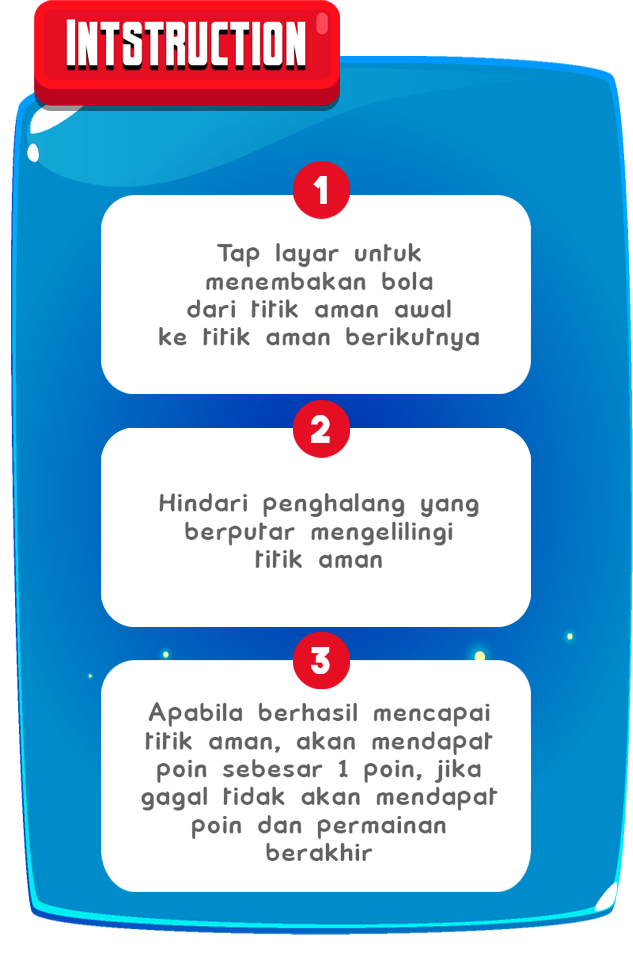 INTSTRUCTION
1
Tap layar untuk
menembakan bola
dari titik aman awal
ke titik aman berikutnya
2
Hindari penghalang yang
berputar mengelilingi
titik aman
3
Apabila berhasil mencapai
titik aman, akan mendapat
poin sebesar 1 poin, jika
gagal tidak akan mendapat
poin dan permainan
berakhir